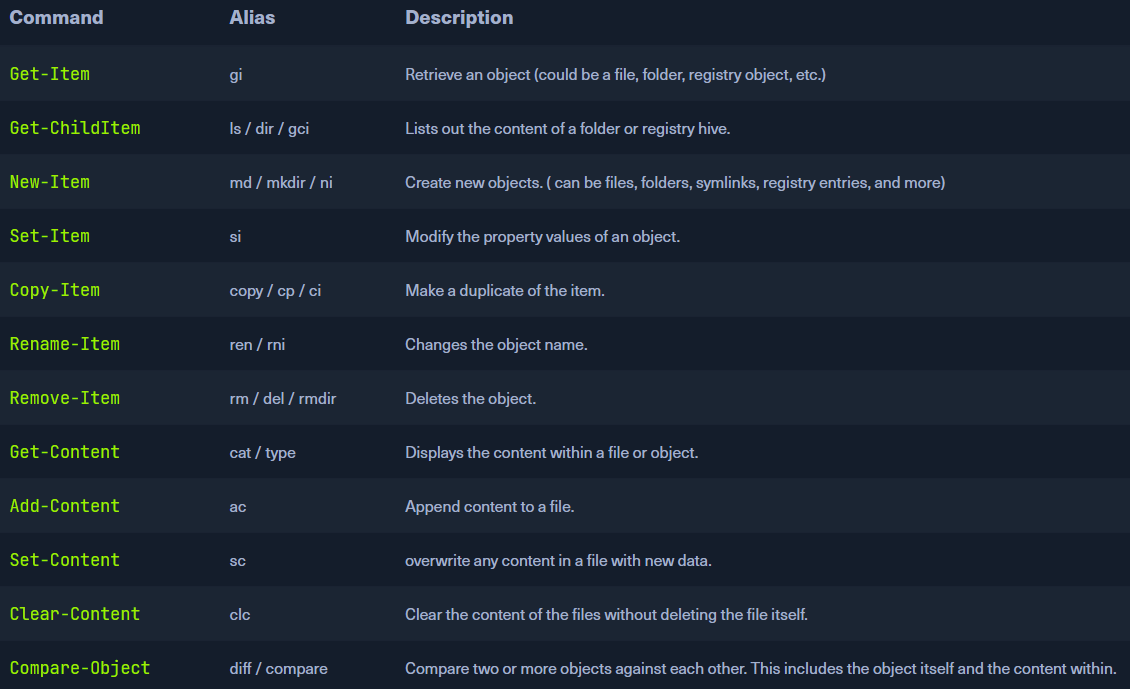 Command Alias Description
Get-Item gi Retrieve an object (could be a file, folder, registry object, etc.)
Get-ChildItem ls / dir / gci Lists out the content of a folder or registry hive.
New-Item md / mkdir / ni Create new objects. ( can be files, folders, symlinks, registry entries, and more)
Set-Item si Modify the property values of an object.
Copy-Item copy / cp / ci Make a duplicate of the item.
Rename-Item ren / rni Changes the object name.
Remove-Item rm / del / rmdir Deletes the object.
Get-Content cat / type Displays the content within a file or object.
Add-Content ac Append content to a file.
Set-Content sc overwrite any content in a file with new data.
Clear-Content clc Clear the content of the files without deleting the file itself.
Compare-Object diff / compare Compare two or more objects against each other. This includes the object itself and the content within.